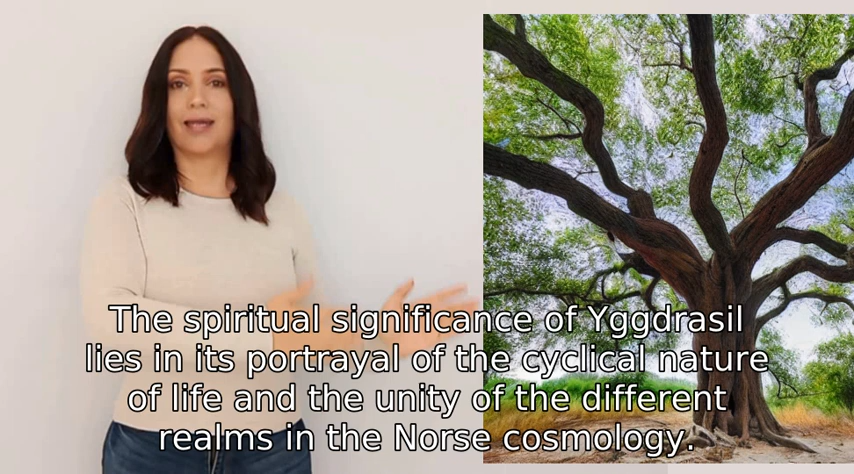 The spiritual significance of Yggdrasil
lies in its portrayal of the cyclical nature
of life and the unity of the different
realms in the Norse cosmology.